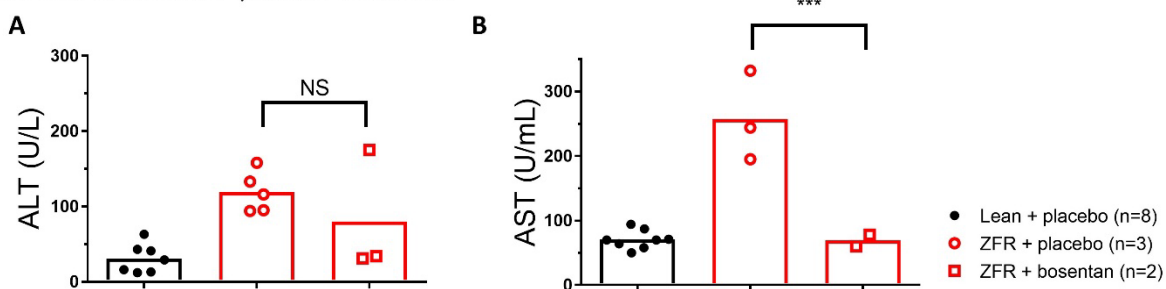 A
ALT (U/L)
300
200
100
0
NS
B
AST (U/mL)
300
200
100
0
***
Lean + placebo (n=8)
ZFR + placebo (n=3)
ZFR + bosentan (n=2)